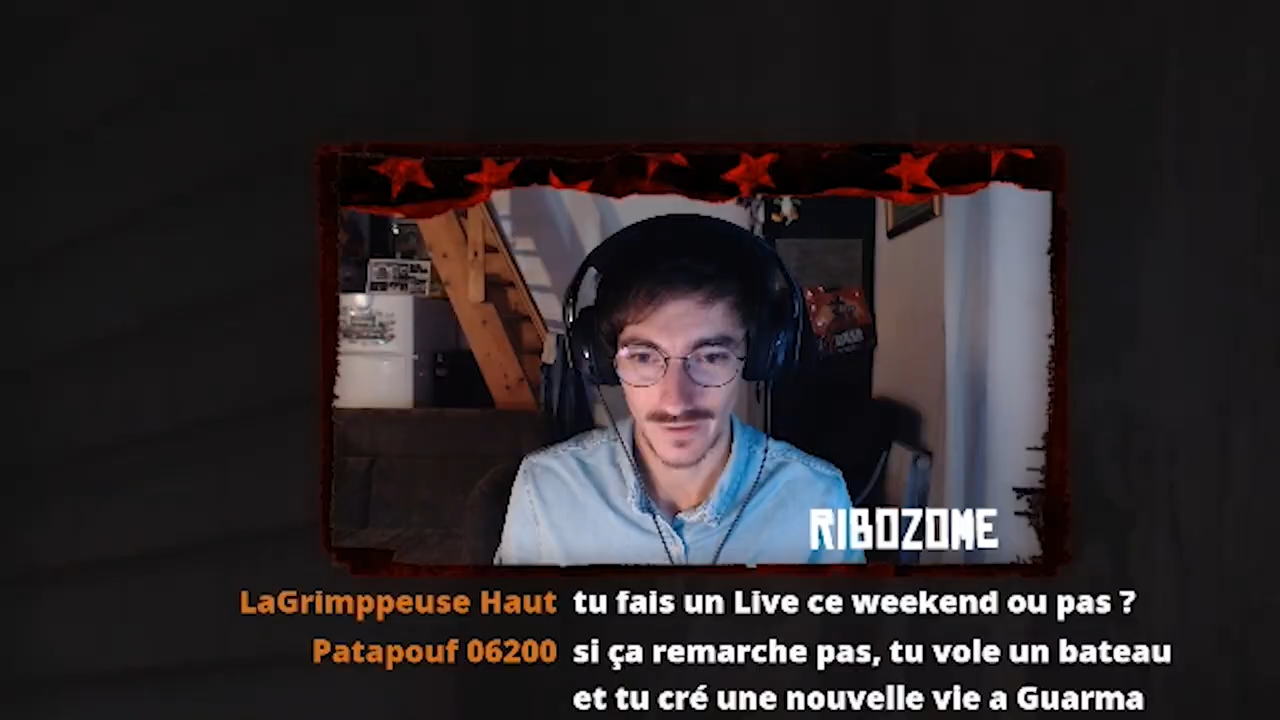 RIBOZOME
LaGrimppeuse Haut tu fais un Live ce weekend ou pas ?
Patapouf 06200 si ça remarche pas, tu vole un bateau
et tu cré une nouvelle vie a Guarma